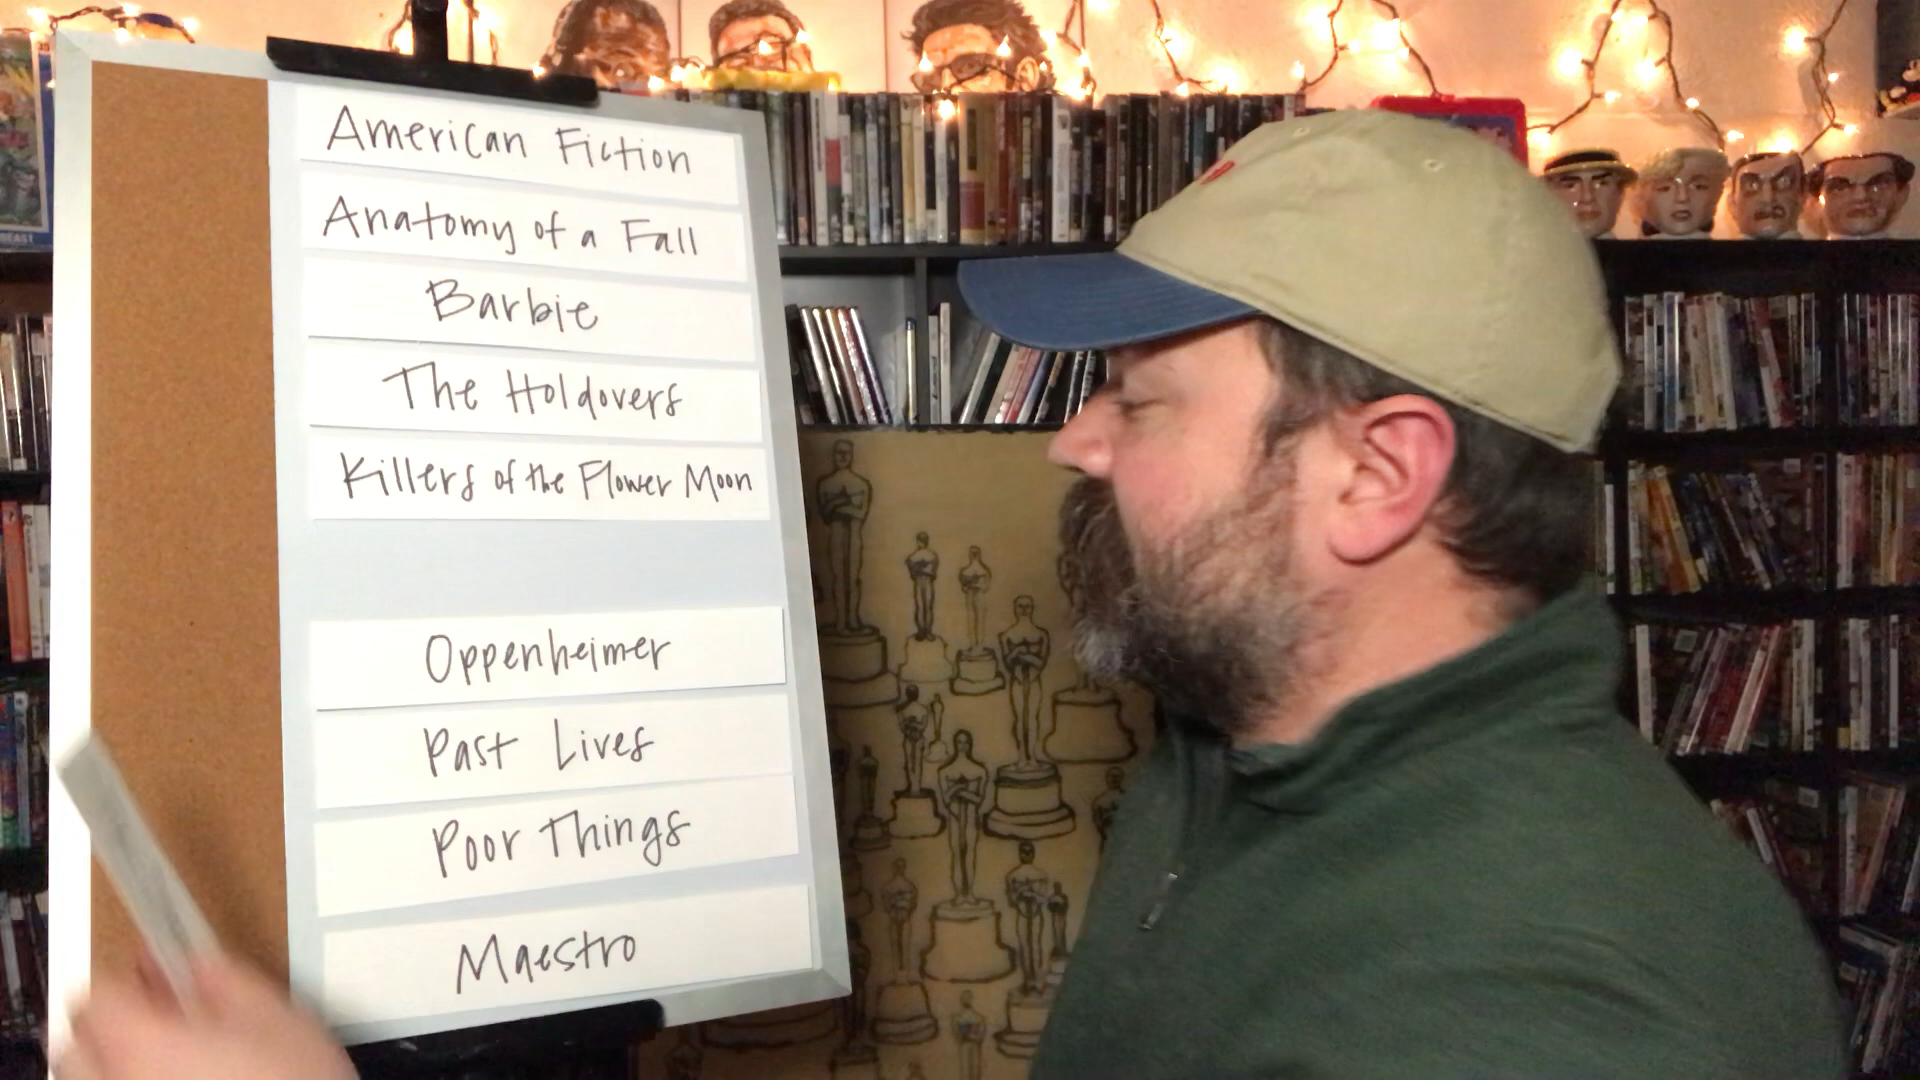 American Fiction
Anatomy of a Fall
Barbie
The Holdovers
Killers of the Flower Moon
Oppenheimer
Past Lives
Poor Things
Maestro